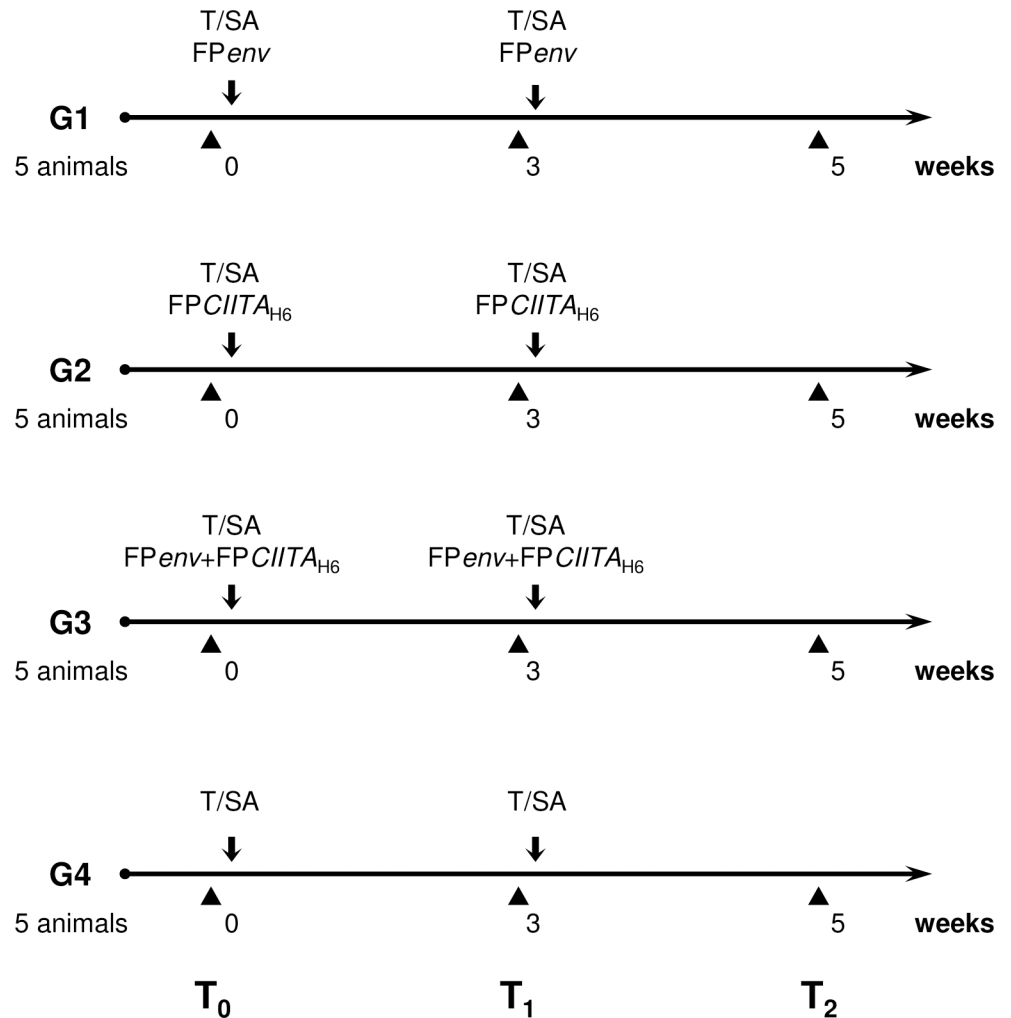 T/SA T/SA
FPenv FPenv
G1
5 animals 0 3 5 weeks
T/SA T/SA
FPCIITAH6 FPCIITAH6
G2
5 animals 0 3 5 weeks
T/SA T/SA
FPenv+FPCIITAH6 FPenv+FPCIITAH6
G3
5 animals 0 3 5 weeks
T/SA T/SA
G4
5 animals 0 3 5 weeks
T0 T1 T2